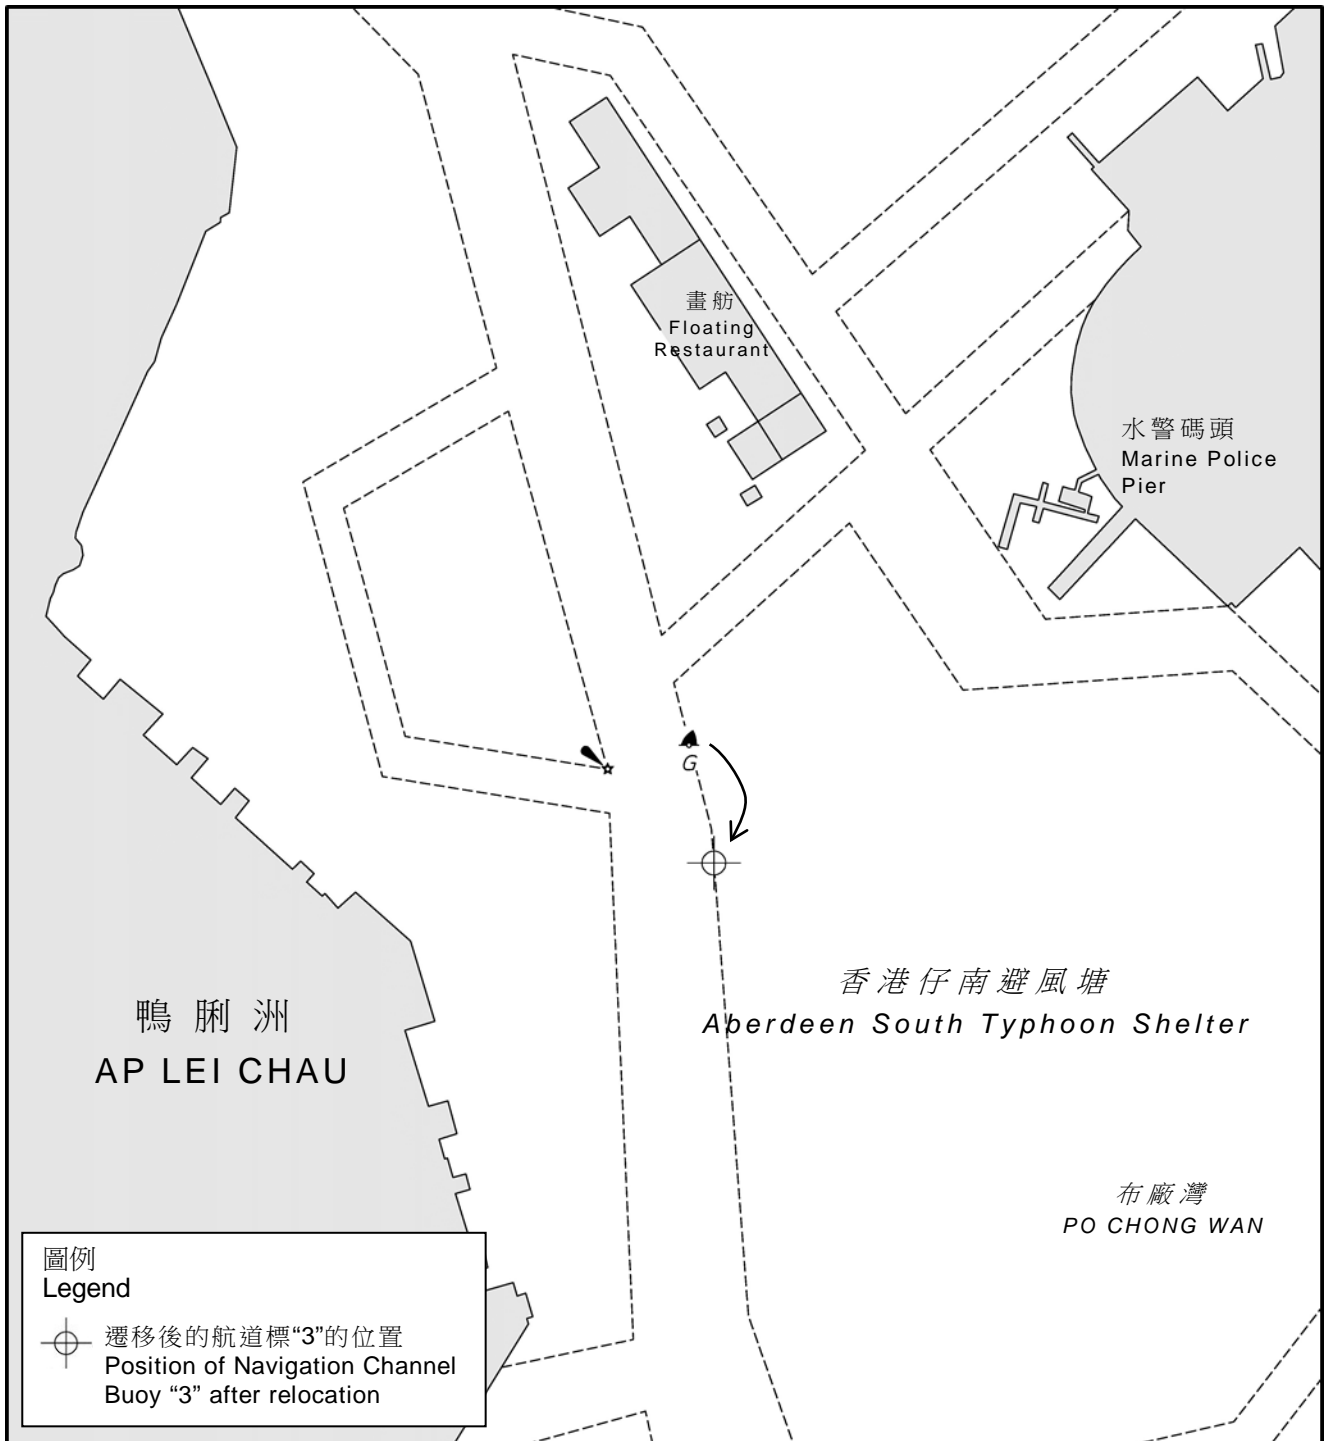 畫舫
Floating
Restaurant
水警碼頭
Marine Police
Pier
G
香港仔南避風塘
Aberdeen South Typhoon Shelter
鴨脷洲
AP LEI CHAU
布廠灣
PO CHONG WAN
圖例
Legend
遷移後的航道標“3”的位置
Position of Navigation Channel
Buoy “3” after relocation